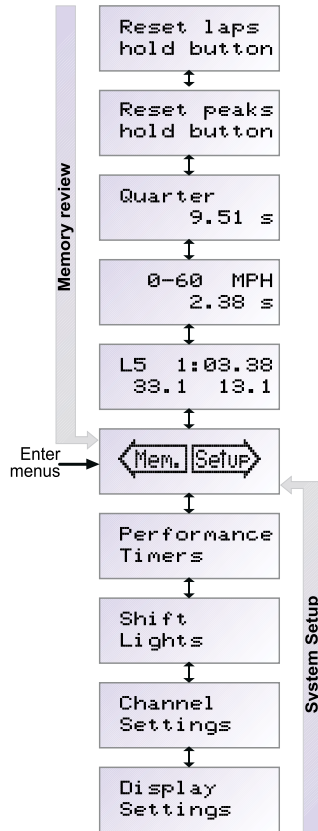 Reset laps
hold button
Reset peaks
hold button
Quarter
9.51 s
0-60 MPH
2.38 s
L5 1:03.38
33.1 13.1
Memory review
Enter
menus
Mem. Setup
Performance
Timers
Shift
Lights
Channel
Settings
Display
Settings
System Setup